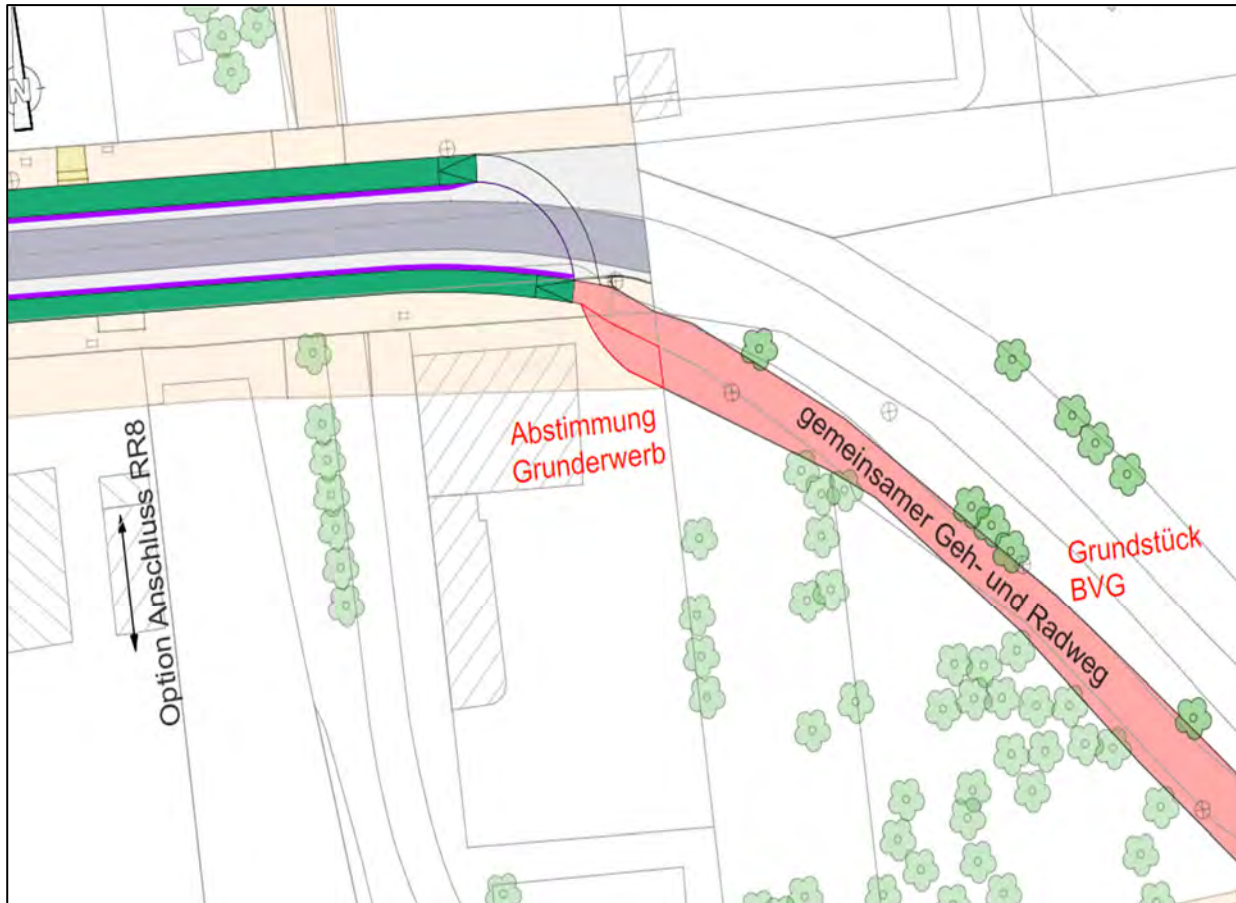 N
Abstimmung
Grunderwerb
gemeinsamer Geh- und Radweg
Grundstück
BVG
Option Anschluss RR8